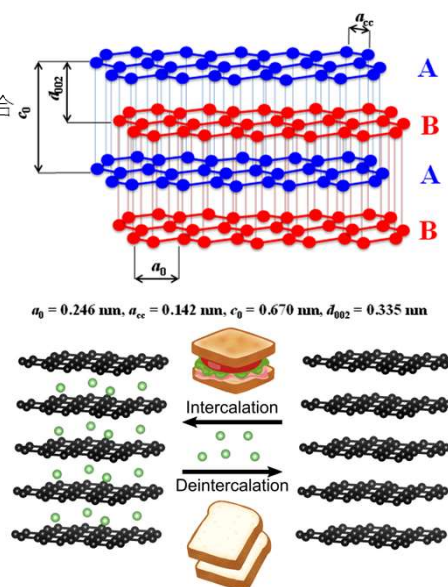 a_cc
A
d_002
c_0
B
A
B
a_0
a_0 = 0.246 nm, a_cc = 0.142 nm, c_0 = 0.670 nm, d_002 = 0.335 nm
Intercalation
Deintercalation